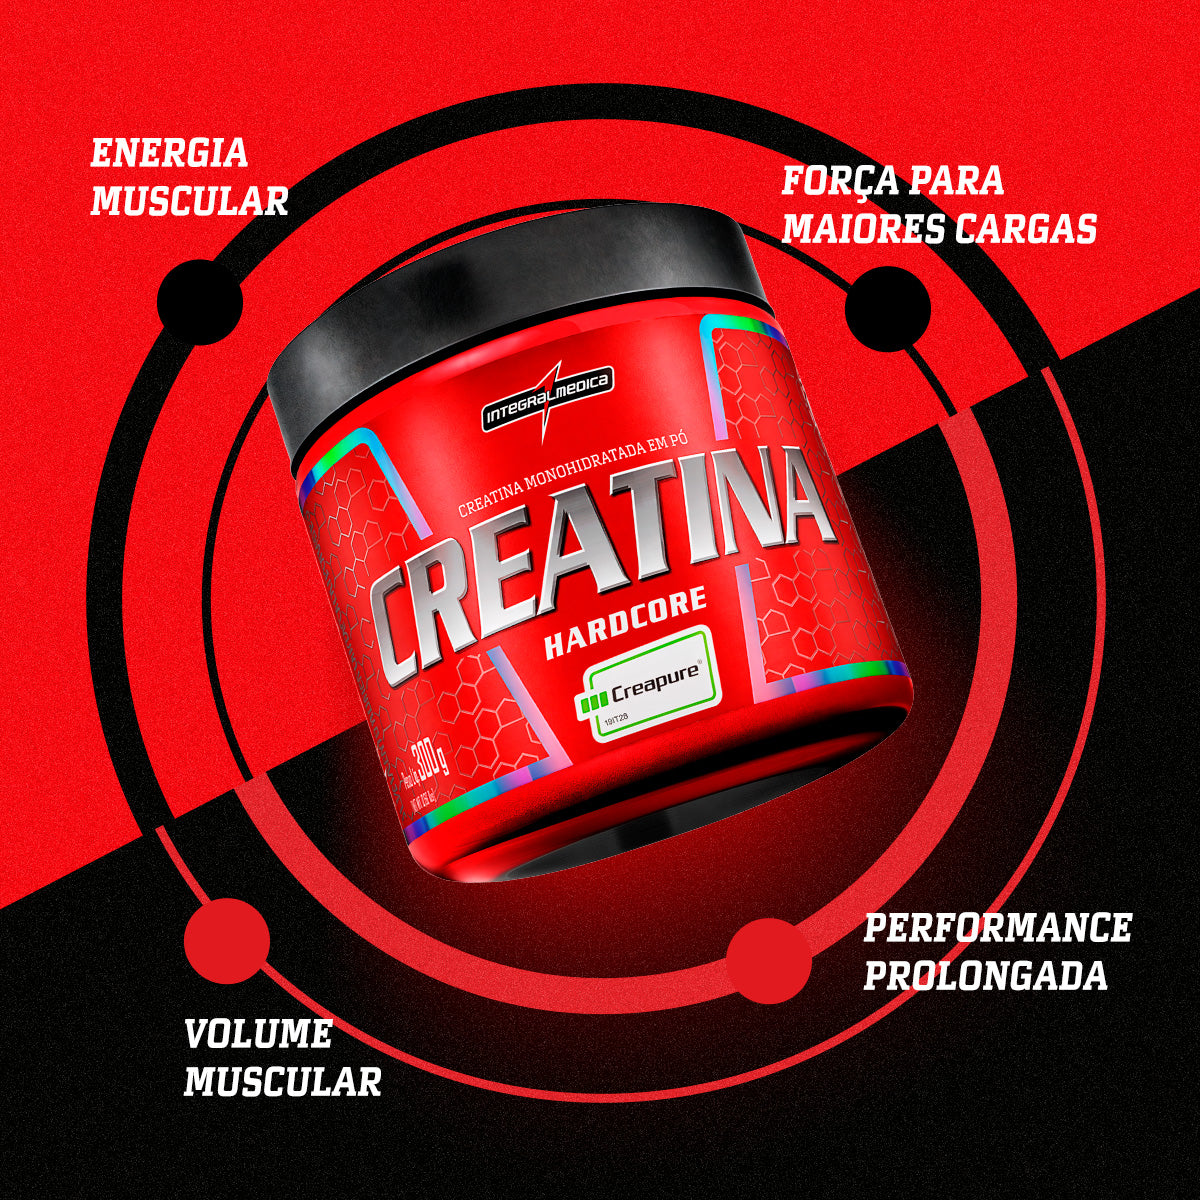 ENERGIA
MUSCULAR
FORÇA PARA
MAIORES CARGAS
INTEGRALMEDICA
CREATINA MONOHIDRATADA EM PÓ
CREATINA
HARDCORE
Creapure®
19IT26
300g
PERFORMANCE
PROLONGADA
VOLUME
MUSCULAR